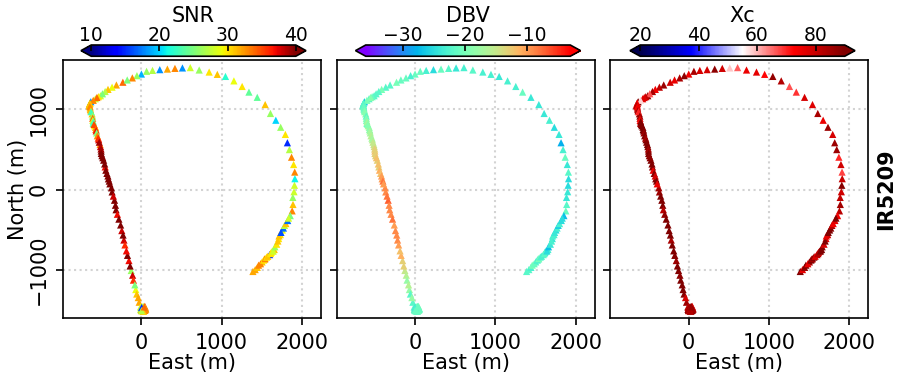 SNR DBV Xc
10 20 30 40 −30 −20 −10 20 40 60 80
1000
0
−1000
North (m)
IR5209
0 1000 2000 0 1000 2000 0 1000 2000
East (m) East (m) East (m)